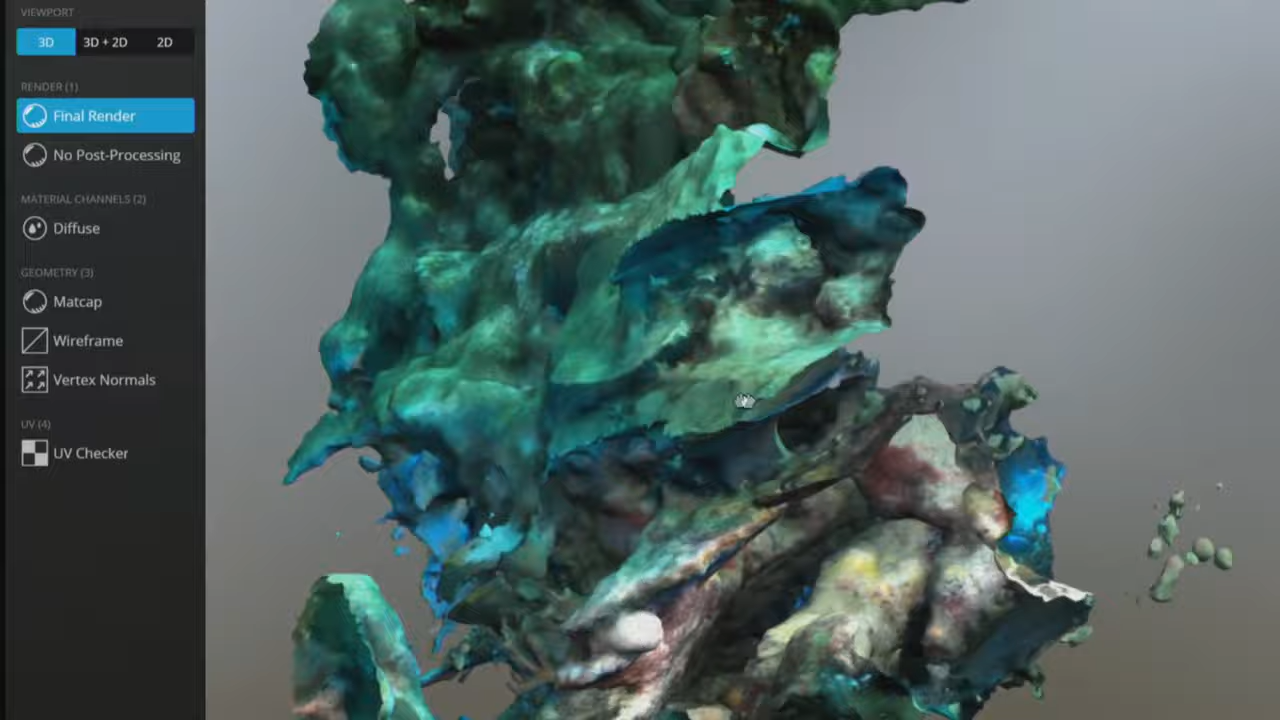 VIEWPORT
3D 3D + 2D 2D
RENDER (1)
Final Render
No Post-Processing
MATERIAL CHANNELS (2)
Diffuse
GEOMETRY (3)
Matcap
Wireframe
Vertex Normals
UV (4)
UV Checker